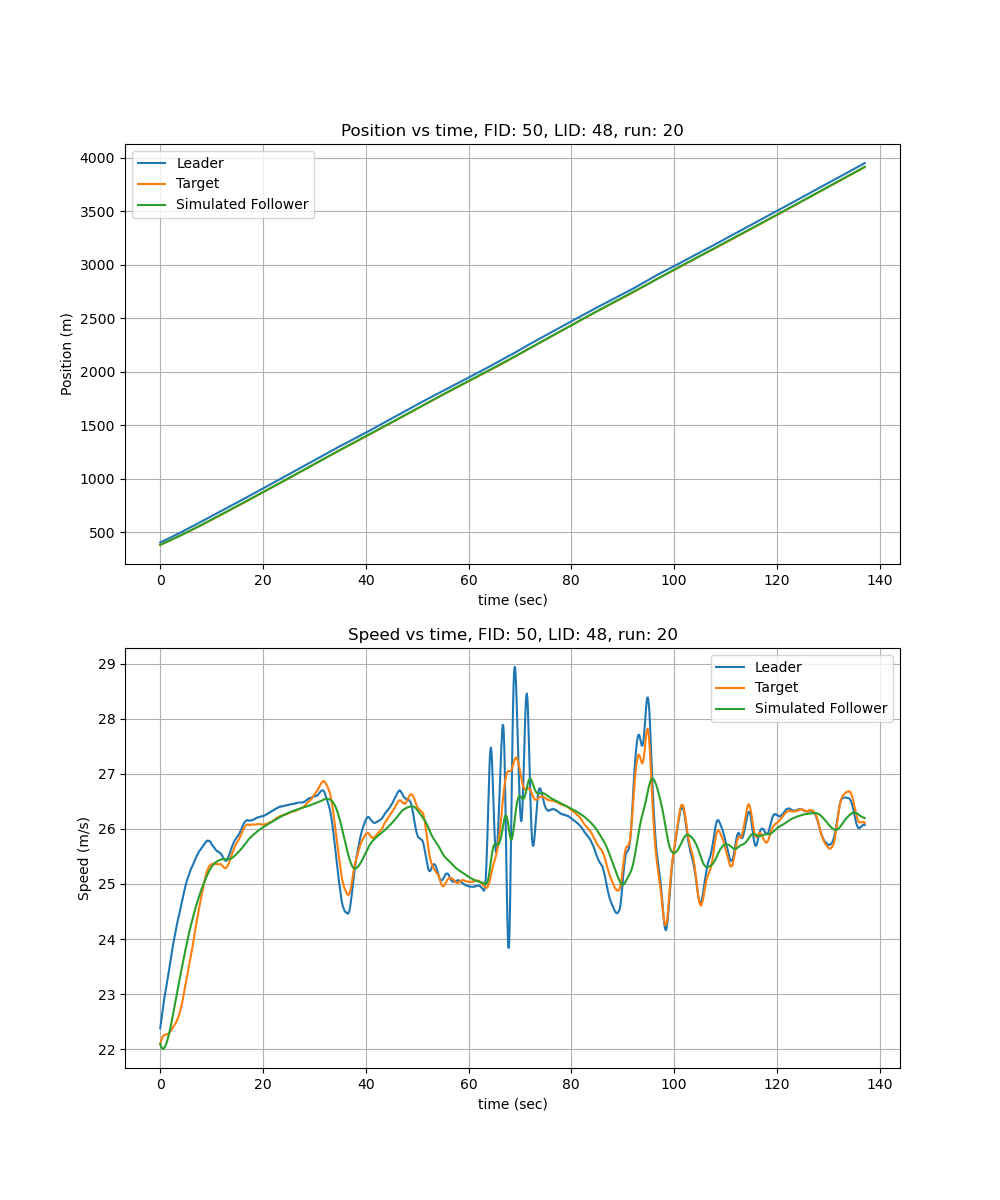 Position vs time, FID: 50, LID: 48, run: 20
Leader
Target
Simulated Follower
4000
3500
3000
2500
2000
1500
1000
500
Position (m)
0 20 40 60 80 100 120 140
time (sec)
Speed vs time, FID: 50, LID: 48, run: 20
Leader
Target
Simulated Follower
29
28
27
26
25
24
23
22
Speed (m/s)
0 20 40 60 80 100 120 140
time (sec)